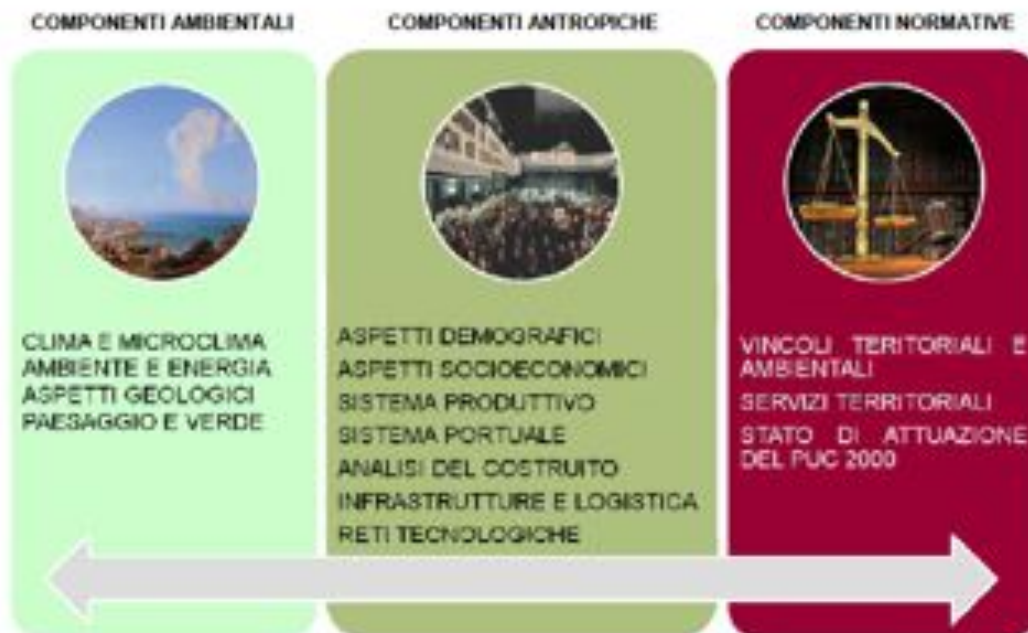 COMPONENTI AMBIENTALI
COMPONENTI ANTROPICHE
COMPONENTI NORMATIVE
CLIMA E MICROCLIMA
AMBIENTE E ENERGIA
ASPETTI GEOLOGICI
PAESAGGIO E VERDE
ASPETTI DEMOGRAFICI
ASPETTI SOCIOECONOMICI
SISTEMA PRODUTTIVO
SISTEMA PORTUALE
ANALISI DEL COSTRUITO
INFRASTRUTTURE E LOGISTICA
RETI TECNOLOGICHE
VINCOLI TERITORIALI E
AMBIENTALI
SERVIZI TERRITORIALI
STATO DI ATTUAZIONE
DEL PUC 2000